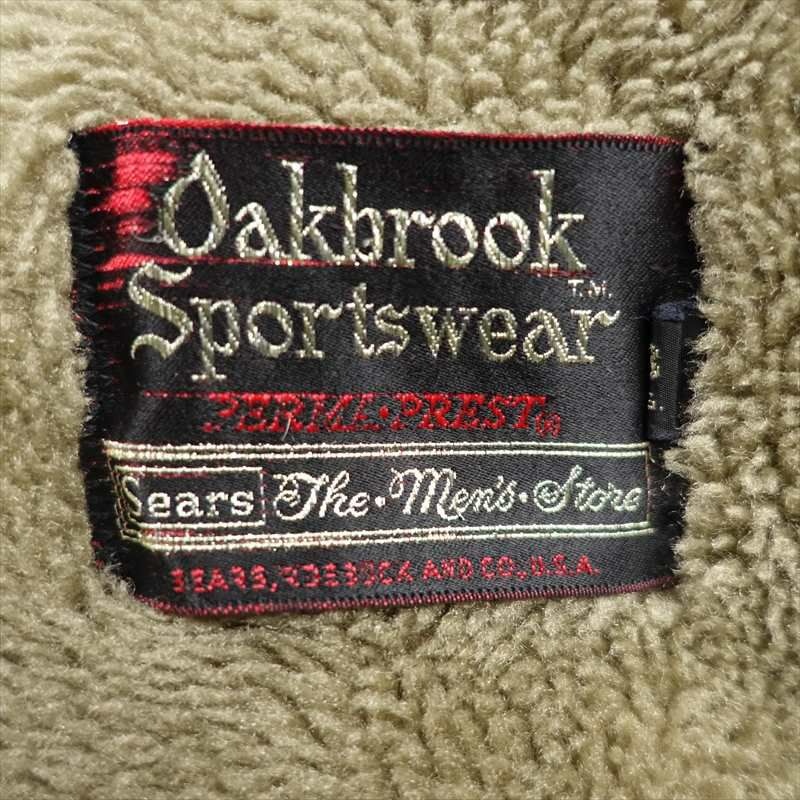 Oakbrook
Sportswear T.M.
PERMA·PREST®
Sears The·Men's·Store
SEARS, ROEBUCK AND CO., U.S.A.